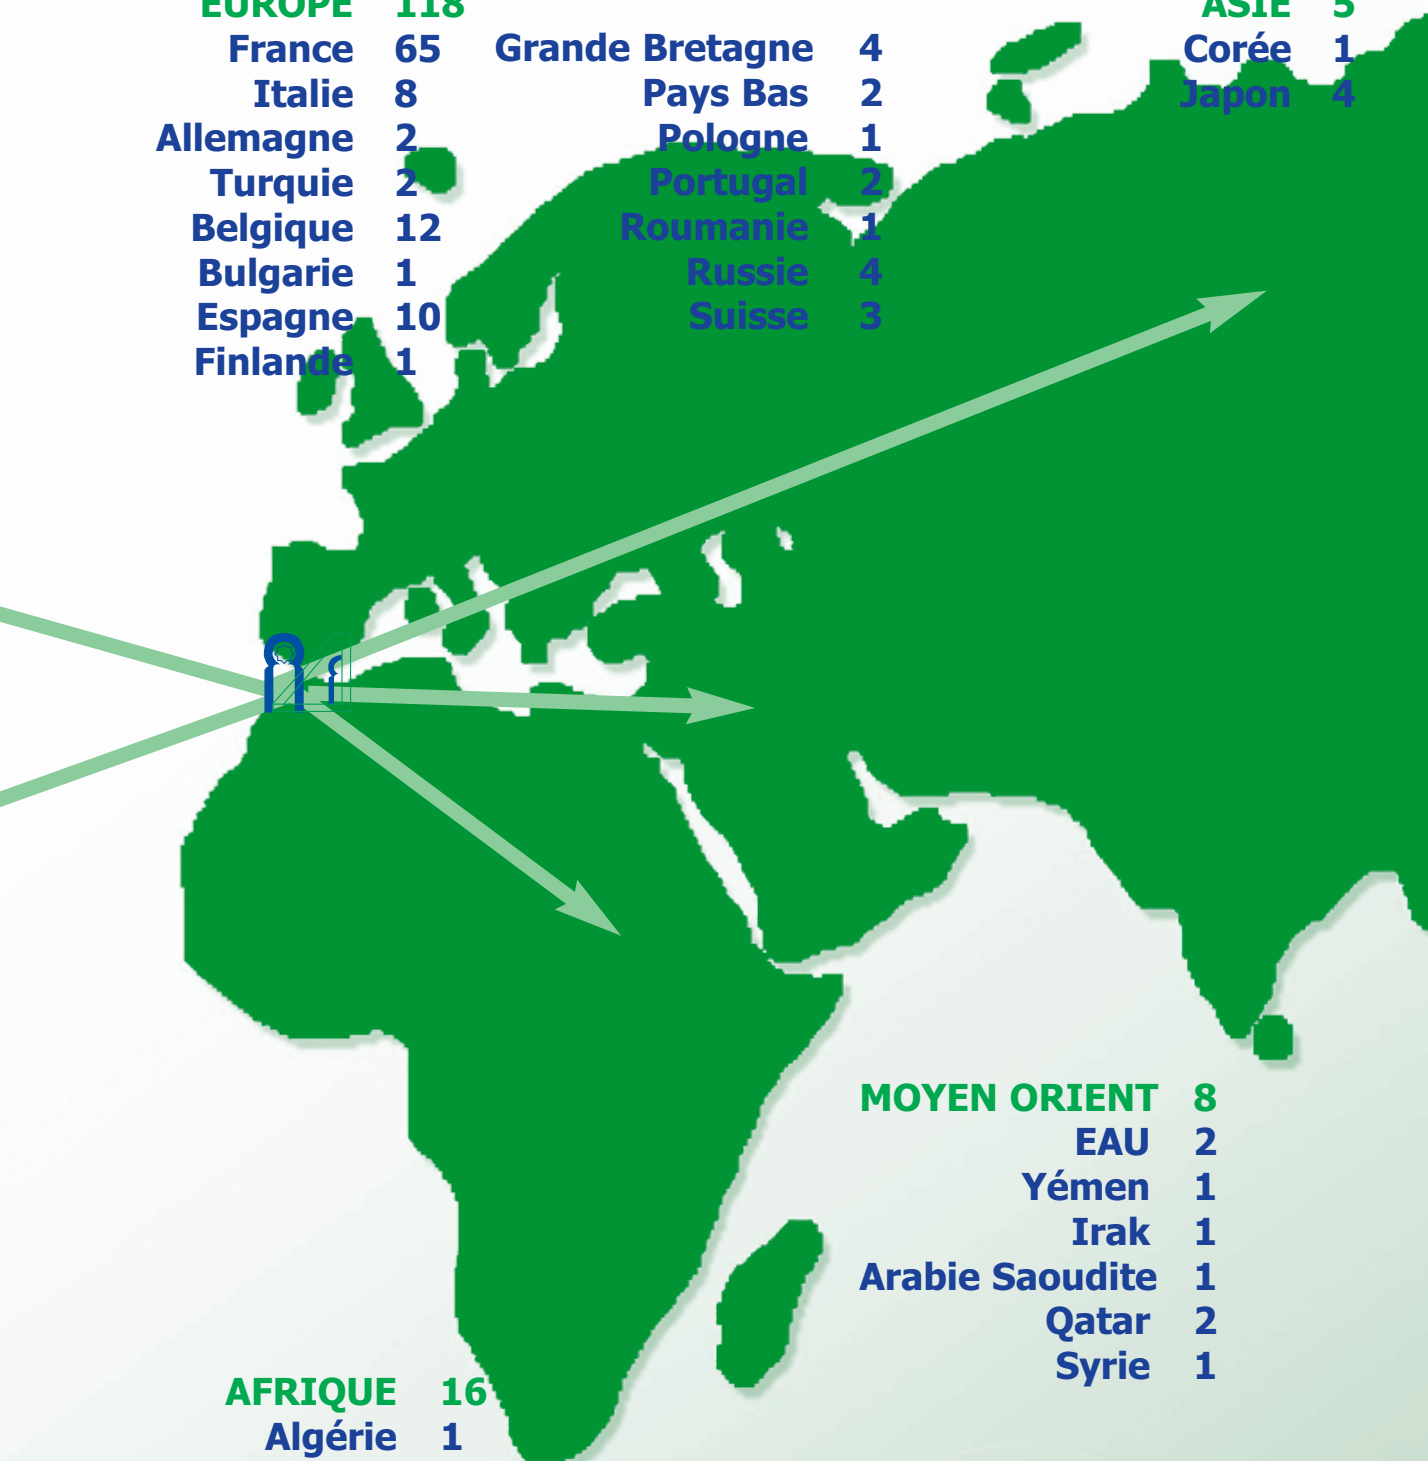 EUROPE 118
France 65
Italie 8
Allemagne 2
Turquie 2
Belgique 12
Bulgarie 1
Espagne 10
Finlande 1
Grande Bretagne 4
Pays Bas 2
Pologne 1
Portugal 2
Roumanie 1
Russie 4
Suisse 3
ASIE 5
Corée 1
Japon 4
MOYEN ORIENT 8
EAU 2
Yémen 1
Irak 1
Arabie Saoudite 1
Qatar 2
Syrie 1
AFRIQUE 16
Algérie 1